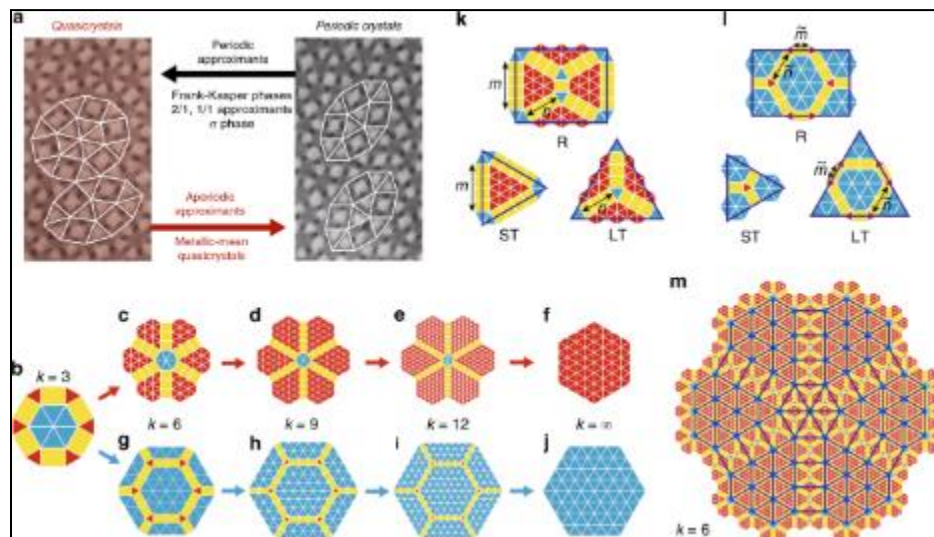 a
Quasicrystals
Periodic crystals
Periodic
approximants
Frank-Kasper phases
2/1, 1/1 approximants
σ phase
Aperiodic
approximants
Metallic-mean
quasicrystals
k
m
n
R
m
n
ST
LT
l
m̃
ñ
R
m̃
ñ
ST
LT
b
k = 3
c
d
e
f
k = 6
k = 9
k = 12
k = ∞
g
h
i
j
m
k = 6